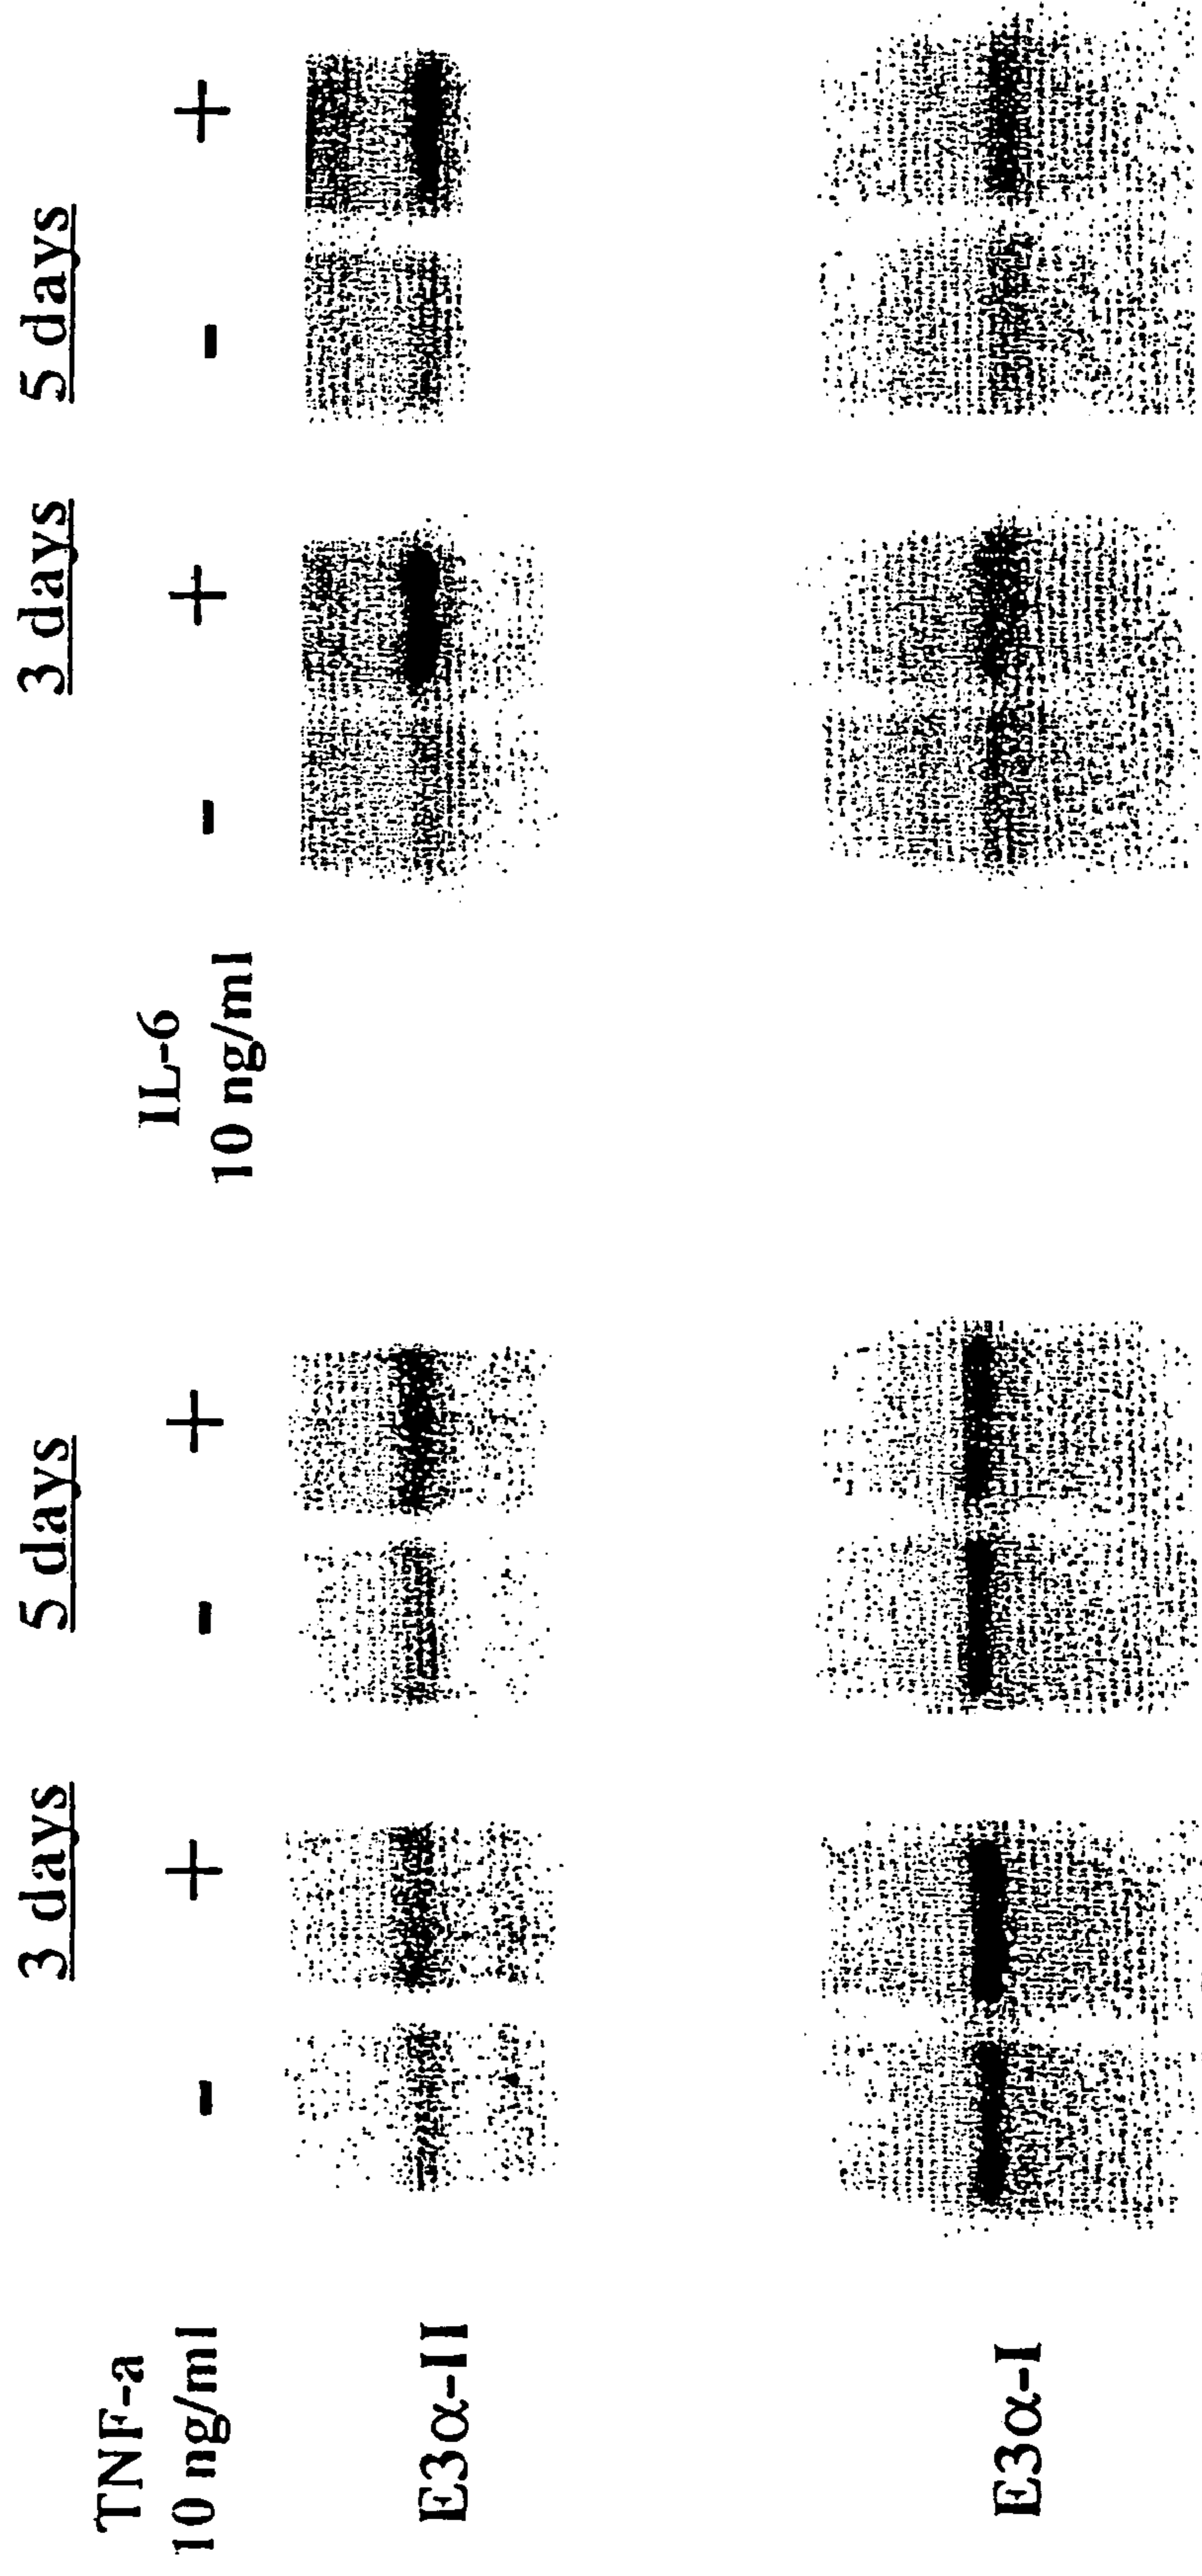 3 days 5 days 3 days 5 days
TNF-a
10 ng/ml
- + - +
IL-6
10 ng/ml
- + - +
E3α-II
E3α-I